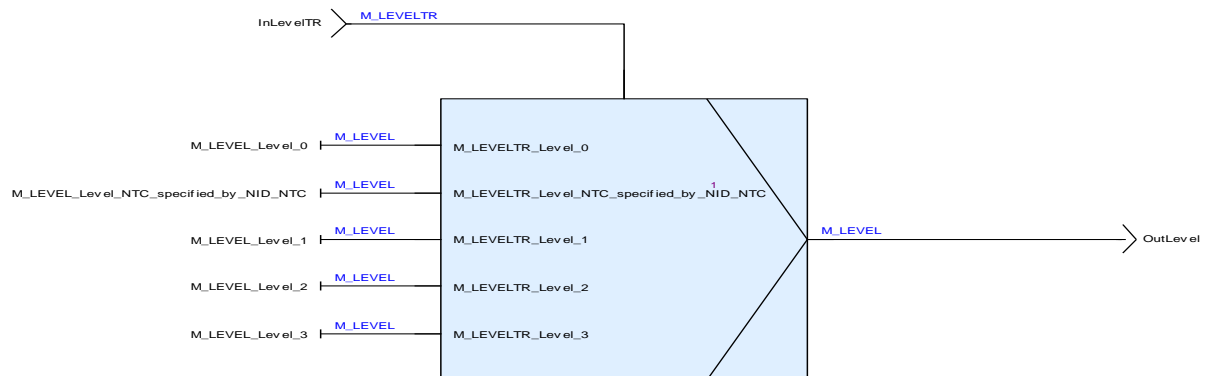 InLevelTR M_LEVELTR
M_LEVEL_Level_0 M_LEVEL M_LEVELTR_Level_0
M_LEVEL_Level_NTC_specified_by_NID_NTC M_LEVEL M_LEVELTR_Level_NTC_specified_by_NID_NTC 1
M_LEVEL_Level_1 M_LEVEL M_LEVELTR_Level_1 M_LEVEL OutLevel
M_LEVEL_Level_2 M_LEVEL M_LEVELTR_Level_2
M_LEVEL_Level_3 M_LEVEL M_LEVELTR_Level_3